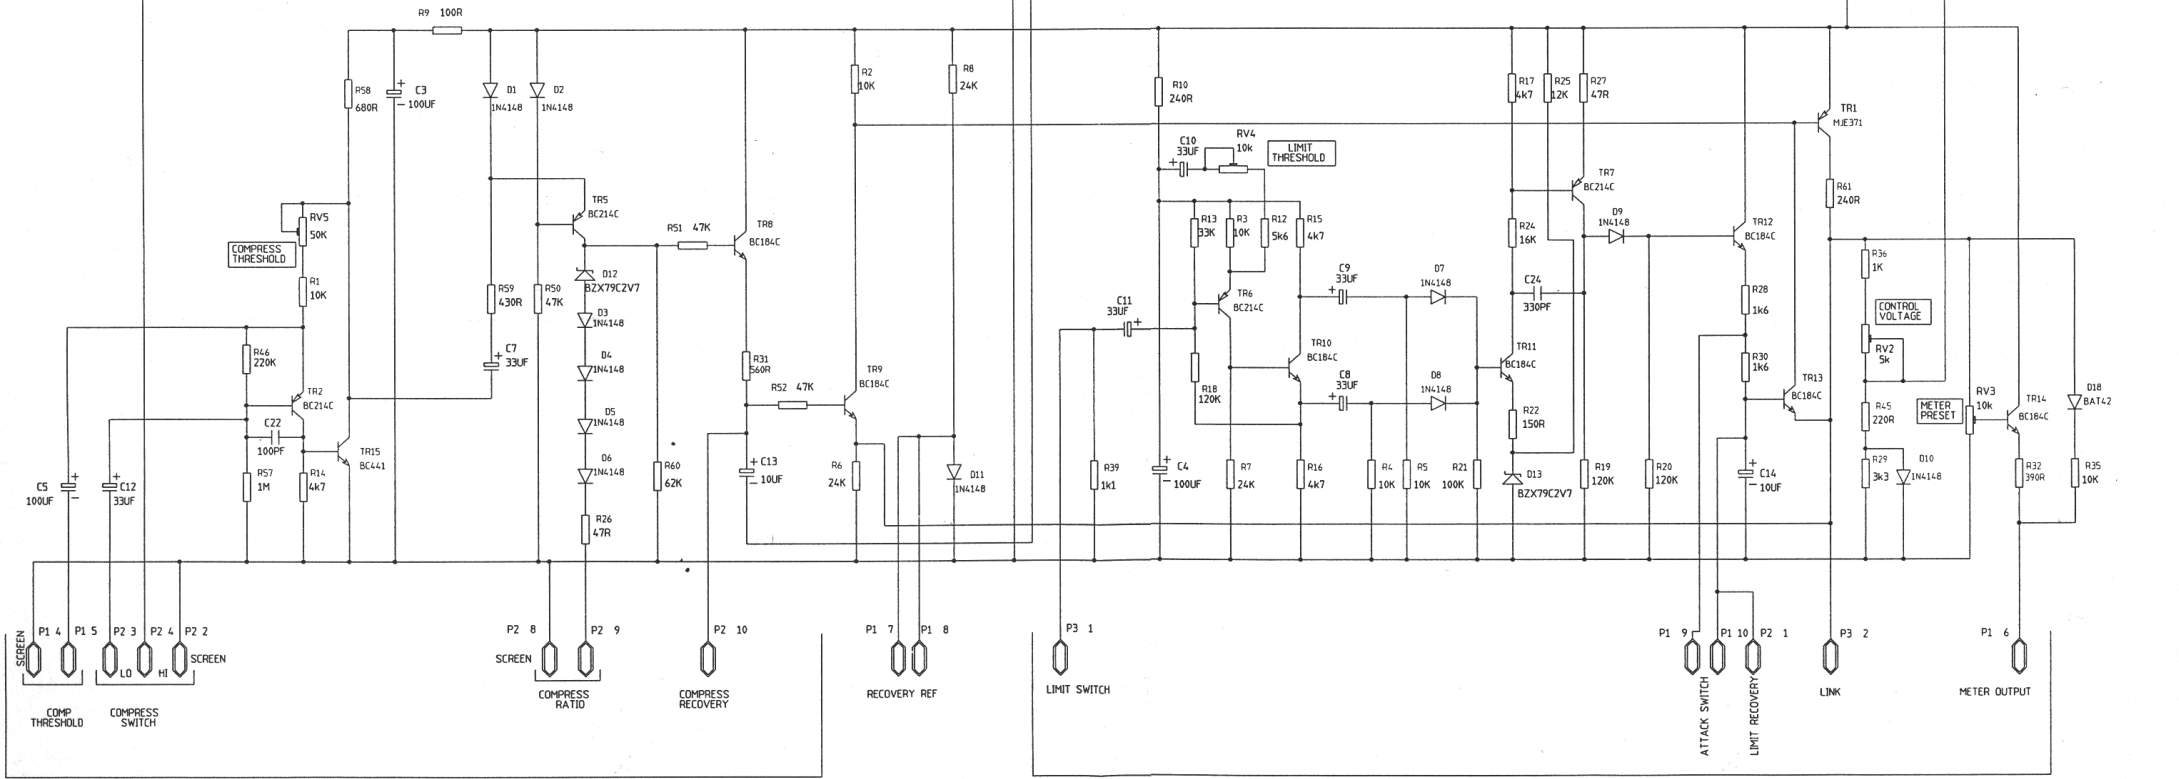 R9 100R
R58
680R
+
C3
100UF
-
D1
1N4148
D2
1N4148
R2
10K
R8
24K
R10
240R
R17
4k7
R25
12K
R27
47R
TR1
MJE371
C10
33UF
+
RV4
10k
LIMIT
THRESHOLD
TR7
BC214C
R61
240R
RV5
50K
COMPRESS
THRESHOLD
TR5
BC214C
R51 47K
TR8
BC184C
R13
33K
R3
10K
R12
5k6
R15
4k7
R24
16K
D9
1N4148
TR12
BC184C
R36
1K
R1
10K
R59
430R
R50
47K
D12
BZX79C2V7
D3
1N4148
C11
33UF
+
TR6
BC214C
C9
33UF
+
D7
1N4148
C24
330PF
R28
1k6
CONTROL
VOLTAGE
RV2
5k
R46
220K
+
C7
33UF
D4
1N4148
R31
560R
TR9
BC184C
R52 47K
R18
120K
TR10
BC184C
C8
33UF
+
D8
1N4148
TR11
BC184C
R30
1k6
TR13
BC184C
D18
BAT42
TR2
BC214C
C22
100PF
D5
1N4148
R22
150R
R45
220R
METER
PRESET
RV3
10k
TR14
BC184C
TR15
BC441
C5
100UF
+
-
+
C12
33UF
R57
1M
R14
4k7
D6
1N4148
R60
62K
+
C13
10UF
R6
24K
D11
1N4148
R39
1k1
+
C4
100UF
-
R7
24K
R16
4k7
R4
10K
R5
10K
R21
100K
D13
BZX79C2V7
R19
120K
R20
120K
+
C14
10UF
R29
3k3
D10
1N4148
R32
390R
R35
10K
R26
47R
SCREEN
P1 4
P1 5
P2 3
P2 4
P2 2
LO
HI
SCREEN
P2 8
P2 9
SCREEN
P2 10
P1 7
P1 8
P3 1
P1 9
P1 10
P2 1
P3 2
P1 6
COMP
THRESHOLD
COMPRESS
SWITCH
COMPRESS
RATIO
COMPRESS
RECOVERY
RECOVERY REF
LIMIT SWITCH
ATTACK SWITCH
LIMIT RECOVERY
LINK
METER OUTPUT